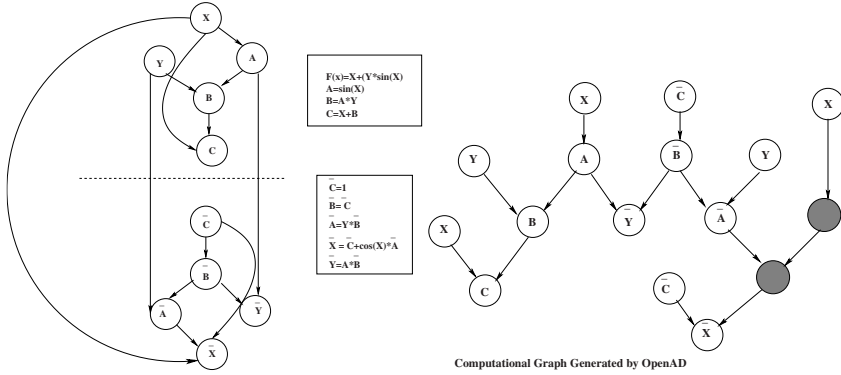 X
Y
A
B
C
C̄
B̄
Ā
Ȳ
X̄
F(x)=X+(Y*sin(X)
A=sin(X)
B=A*Y
C=X+B
C̄=1
B̄= C̄
Ā=Y*B̄
X̄ = C̄+cos(X)*Ā
Ȳ=A*B̄
X
C̄
X
Y
A
B̄
Y
X
B
Ȳ
Ā
C
C̄
X̄
Computational Graph Generated by OpenAD